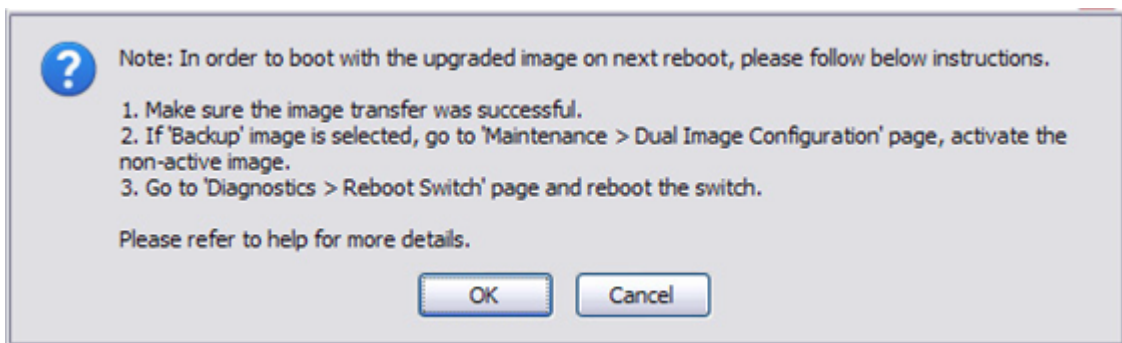 Note: In order to boot with the upgraded image on next reboot, please follow below instructions.
1. Make sure the image transfer was successful.
2. If 'Backup' image is selected, go to 'Maintenance > Dual Image Configuration' page, activate the
non-active image.
3. Go to 'Diagnostics > Reboot Switch' page and reboot the switch.
Please refer to help for more details.
OK
Cancel